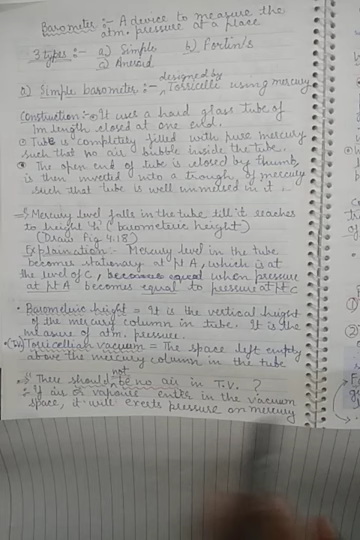 Barometer :- A device to measure the
atm. pressure at a place
3 types :- a) Simple b) Fortin's
c) Aneroid
a) Simple barometer :- designed by
Torricelli using mercury
Construction :- It uses a hard glass tube of
1m length closed at one end.
Tube is completely filled with pure mercury
such that no air bubble inside the tube.
The open end of tube is closed by thumb
is then inverted into a trough of mercury
such that tube is well immersed in it.
Mercury level falls in the tube till it reaches
to height 'h' (barometric height)
(Draw Fig 4.18)
Explaination :- Mercury level in the tube
becomes stationary at pt A, which is at
the level of C, becomes equal when pressure
at pt A becomes equal to pressure at pt C
• Barometric height = It is the vertical height
of the mercury column in tube. It is the
measure of atm. pressure.
Torricellian vacuum = The space left empty
above the mercury column in the tube
There should not be no air in T.V. ?
If air or vapour enter in the vacuum
space, it will exerts pressure on mercury